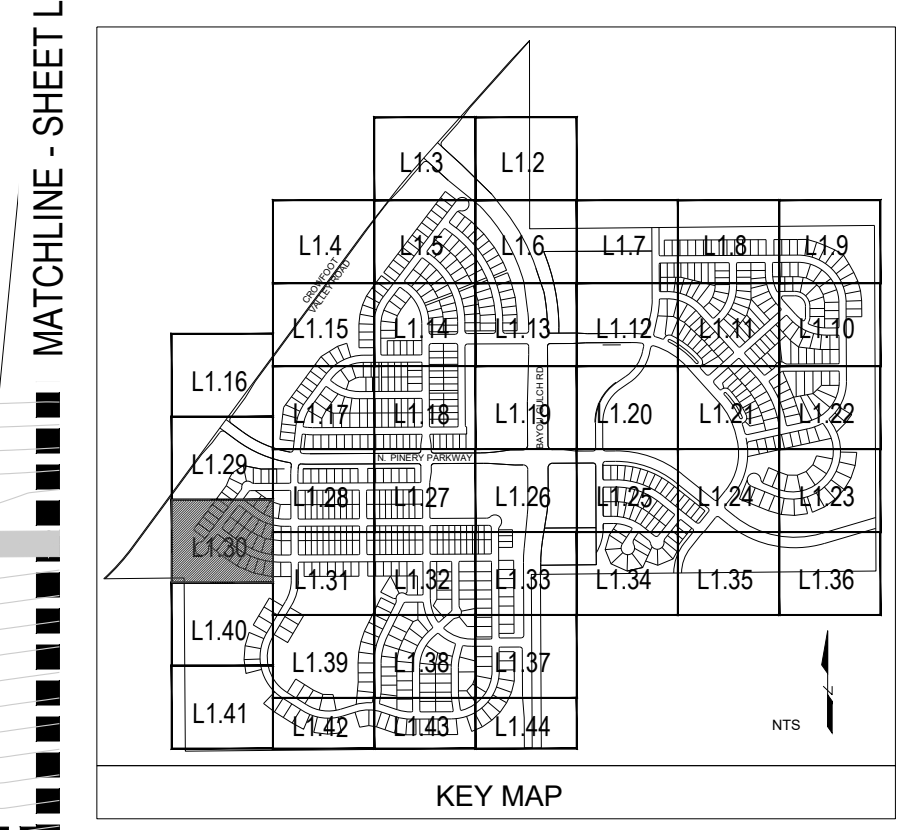 MATCHLINE - SHEET L
L1.3 L1.2
L1.4 L1.5 L1.6 L1.7 L1.8 L1.9
CROWFOOT
VALLEY ROAD
L1.15 L1.14 L1.13 L1.12 L1.11 L1.10
L1.16
L1.17 L1.18 L1.19 L1.20 L1.21 L1.22
BAYOU GULCH RD
N. PINERY PARKWAY
L1.29
L1.28 L1.27 L1.26 L1.25 L1.24 L1.23
L1.30
L1.31 L1.32 L1.33 L1.34 L1.35 L1.36
L1.40
L1.39 L1.38 L1.37
L1.41
L1.42 L1.43 L1.44
N
NTS
KEY MAP